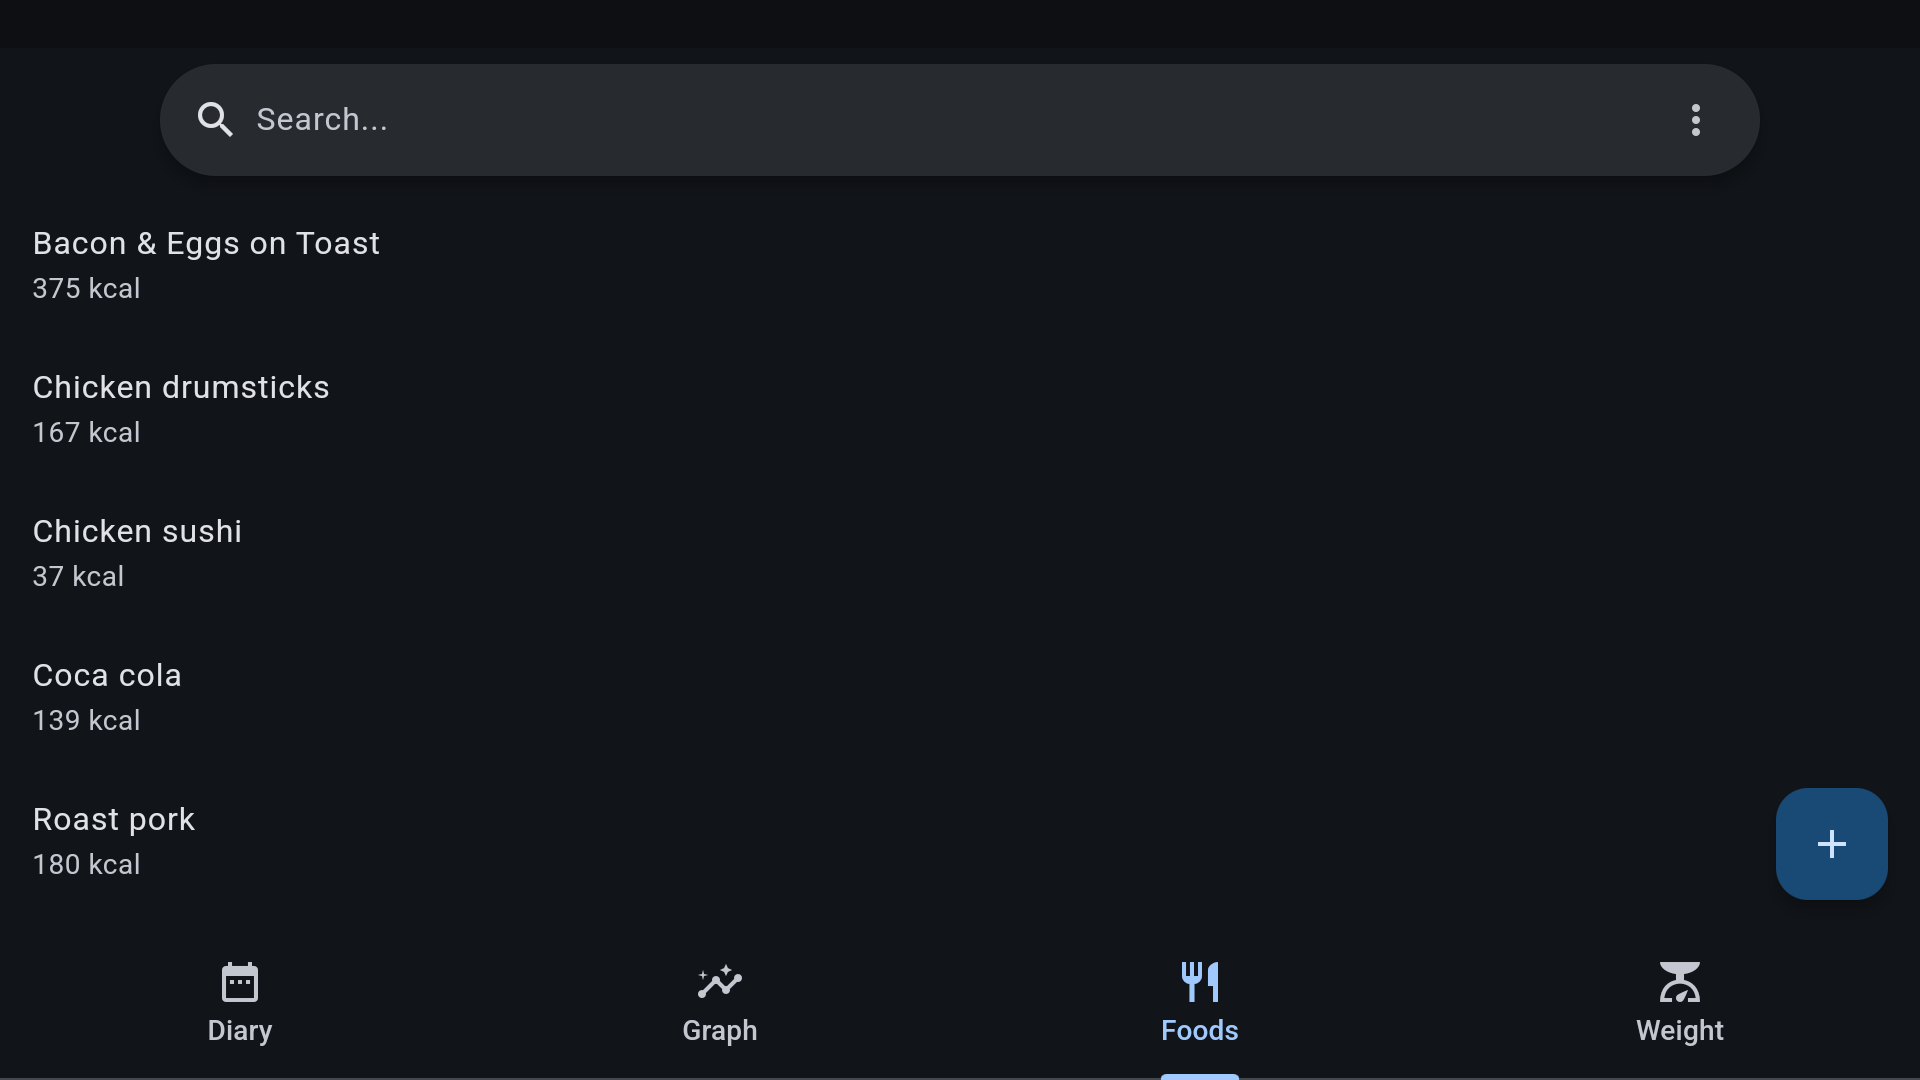 Search...
Bacon & Eggs on Toast
375 kcal
Chicken drumsticks
167 kcal
Chicken sushi
37 kcal
Coca cola
139 kcal
Roast pork
180 kcal
Diary
Graph
Foods
Weight